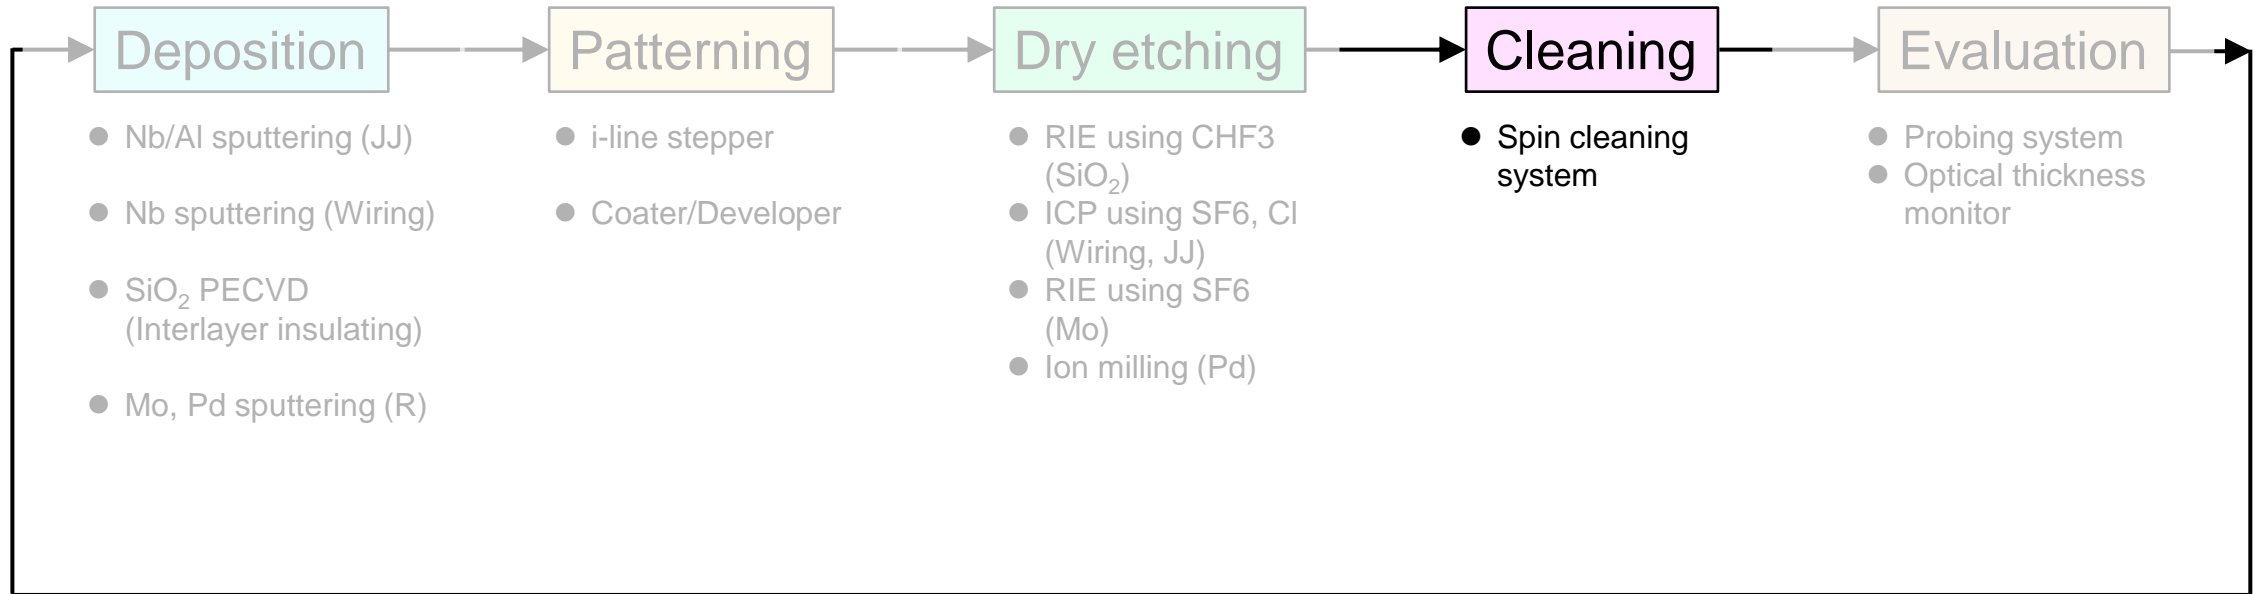 Deposition
Patterning
Dry etching
Cleaning
Evaluation
● Nb/Al sputtering (JJ)
● Nb sputtering (Wiring)
● SiO₂ PECVD
(Interlayer insulating)
● Mo, Pd sputtering (R)
● i-line stepper
● Coater/Developer
● RIE using CHF3
(SiO₂)
● ICP using SF6, Cl
(Wiring, JJ)
● RIE using SF6
(Mo)
● Ion milling (Pd)
● Spin cleaning
system
● Probing system
● Optical thickness
monitor